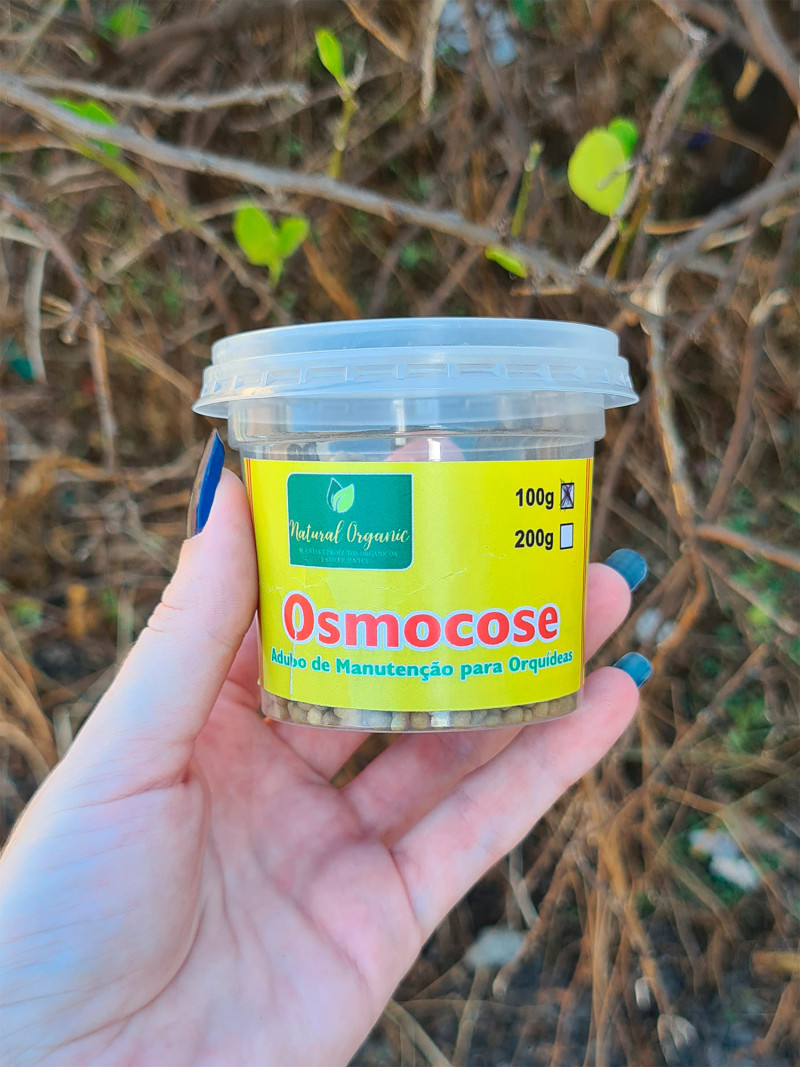 Natural Organic
100g
200g
Osmocose
Adubo de Manutenção para Orquídeas